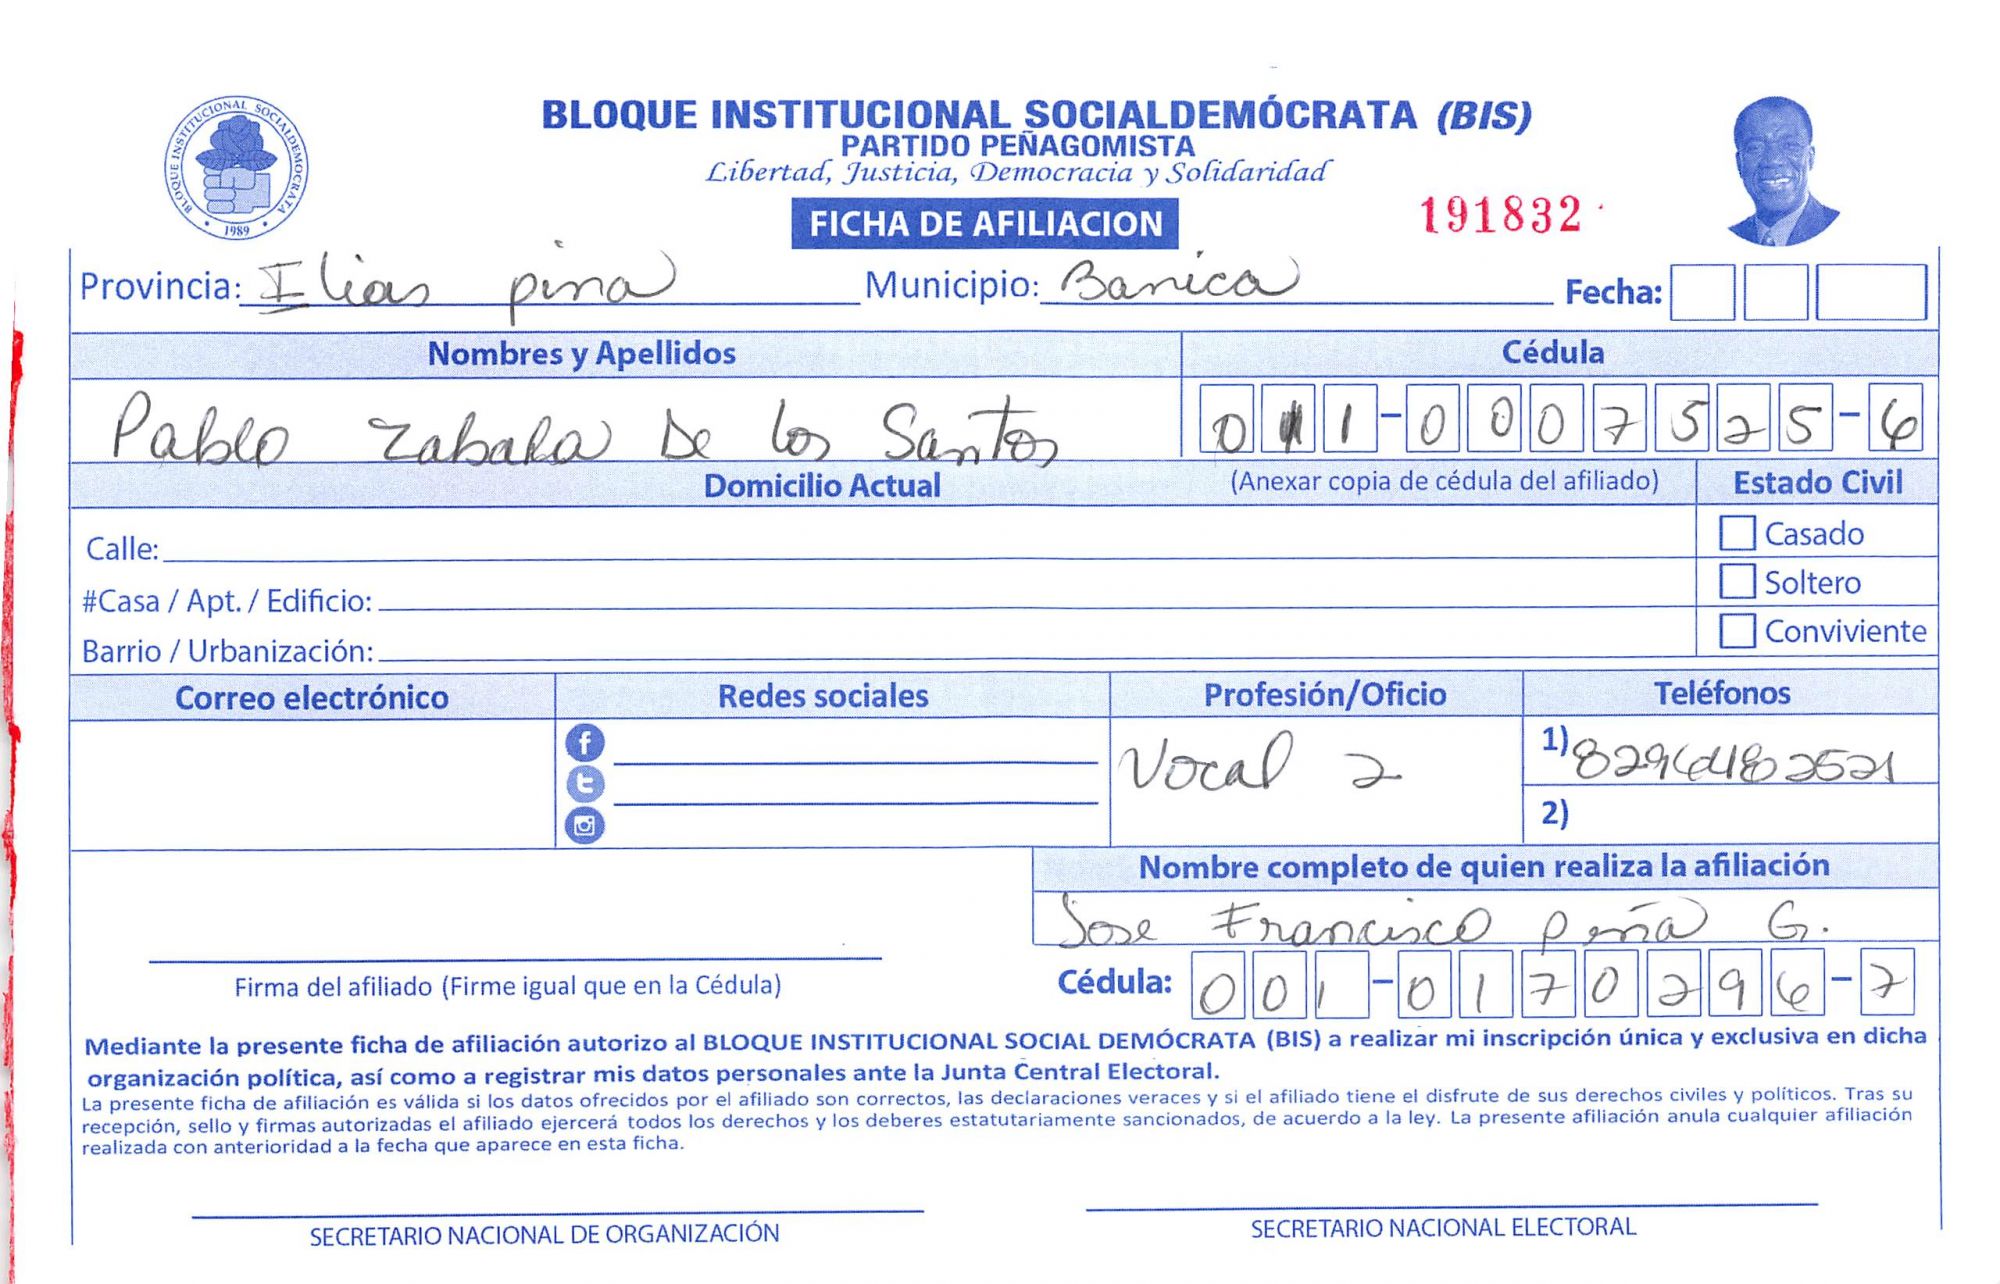 BLOQUE INSTITUCIONAL SOCIALDEMOCRATA
1989
BLOQUE INSTITUCIONAL SOCIALDEMÓCRATA (BIS)
PARTIDO PEÑAGOMISTA
Libertad, Justicia, Democracia y Solidaridad
FICHA DE AFILIACION
191832
Provincia: Elias pina Municipio: Banica Fecha:
Nombres y Apellidos Cédula
Pablo Zabala De los Santos 011-0007525-6
Domicilio Actual (Anexar copia de cédula del afiliado) Estado Civil
Calle: Casado
#Casa / Apt. / Edificio: Soltero
Barrio / Urbanización: Conviviente
Correo electrónico Redes sociales Profesión/Oficio Teléfonos
Vocal 2 1) 8296482521
2)
Nombre completo de quien realiza la afiliación
Jose Francisco peña G.
Firma del afiliado (Firme igual que en la Cédula) Cédula: 001-0170296-7
Mediante la presente ficha de afiliación autorizo al BLOQUE INSTITUCIONAL SOCIAL DEMÓCRATA (BIS) a realizar mi inscripción única y exclusiva en dicha
organización política, así como a registrar mis datos personales ante la Junta Central Electoral.
La presente ficha de afiliación es válida si los datos ofrecidos por el afiliado son correctos, las declaraciones veraces y si el afiliado tiene el disfrute de sus derechos civiles y políticos. Tras su
recepción, sello y firmas autorizadas el afiliado ejercerá todos los derechos y los deberes estatutariamente sancionados, de acuerdo a la ley. La presente afiliación anula cualquier afiliación
realizada con anterioridad a la fecha que aparece en esta ficha.
SECRETARIO NACIONAL DE ORGANIZACIÓN SECRETARIO NACIONAL ELECTORAL